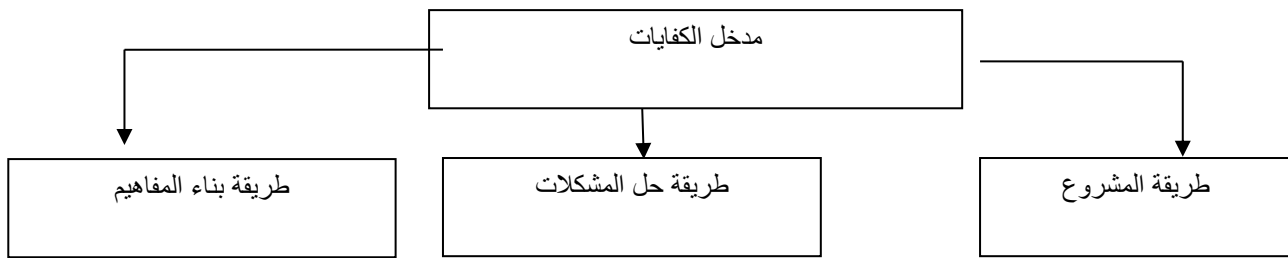 مدخل الكفايات
طريقة المشروع
طريقة حل المشكلات
طريقة بناء المفاهيم